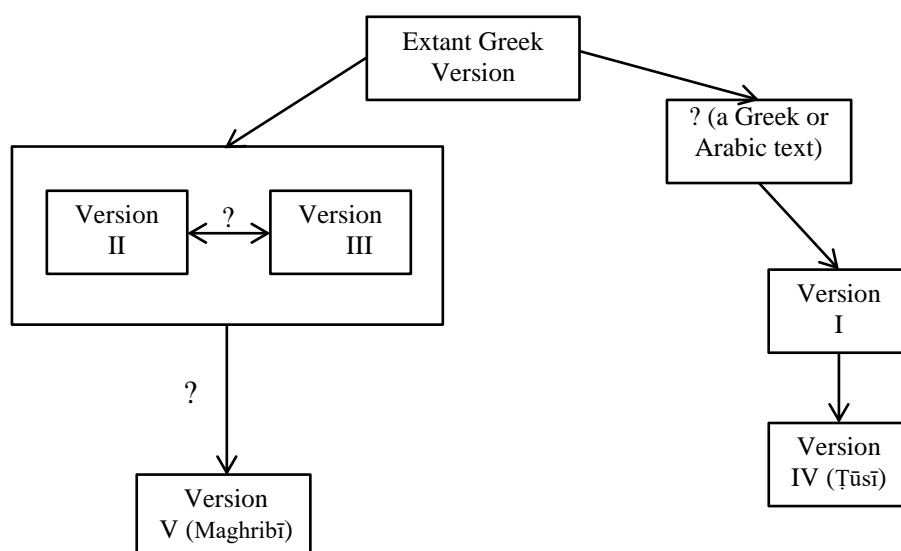 Extant Greek
Version
? (a Greek or
Arabic text)
Version
II
?
Version
III
Version
I
?
Version
IV (Ṭūsī)
Version
V (Maghribī)